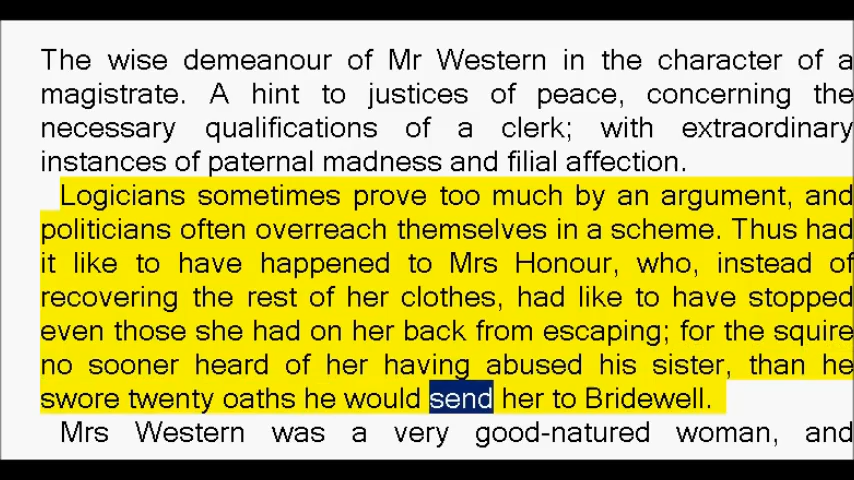 The wise demeanour of Mr Western in the character of a
magistrate. A hint to justices of peace, concerning the
necessary qualifications of a clerk; with extraordinary
instances of paternal madness and filial affection.
Logicians sometimes prove too much by an argument, and
politicians often overreach themselves in a scheme. Thus had
it like to have happened to Mrs Honour, who, instead of
recovering the rest of her clothes, had like to have stopped
even those she had on her back from escaping; for the squire
no sooner heard of her having abused his sister, than he
swore twenty oaths he would send her to Bridewell.
Mrs Western was a very good-natured woman, and